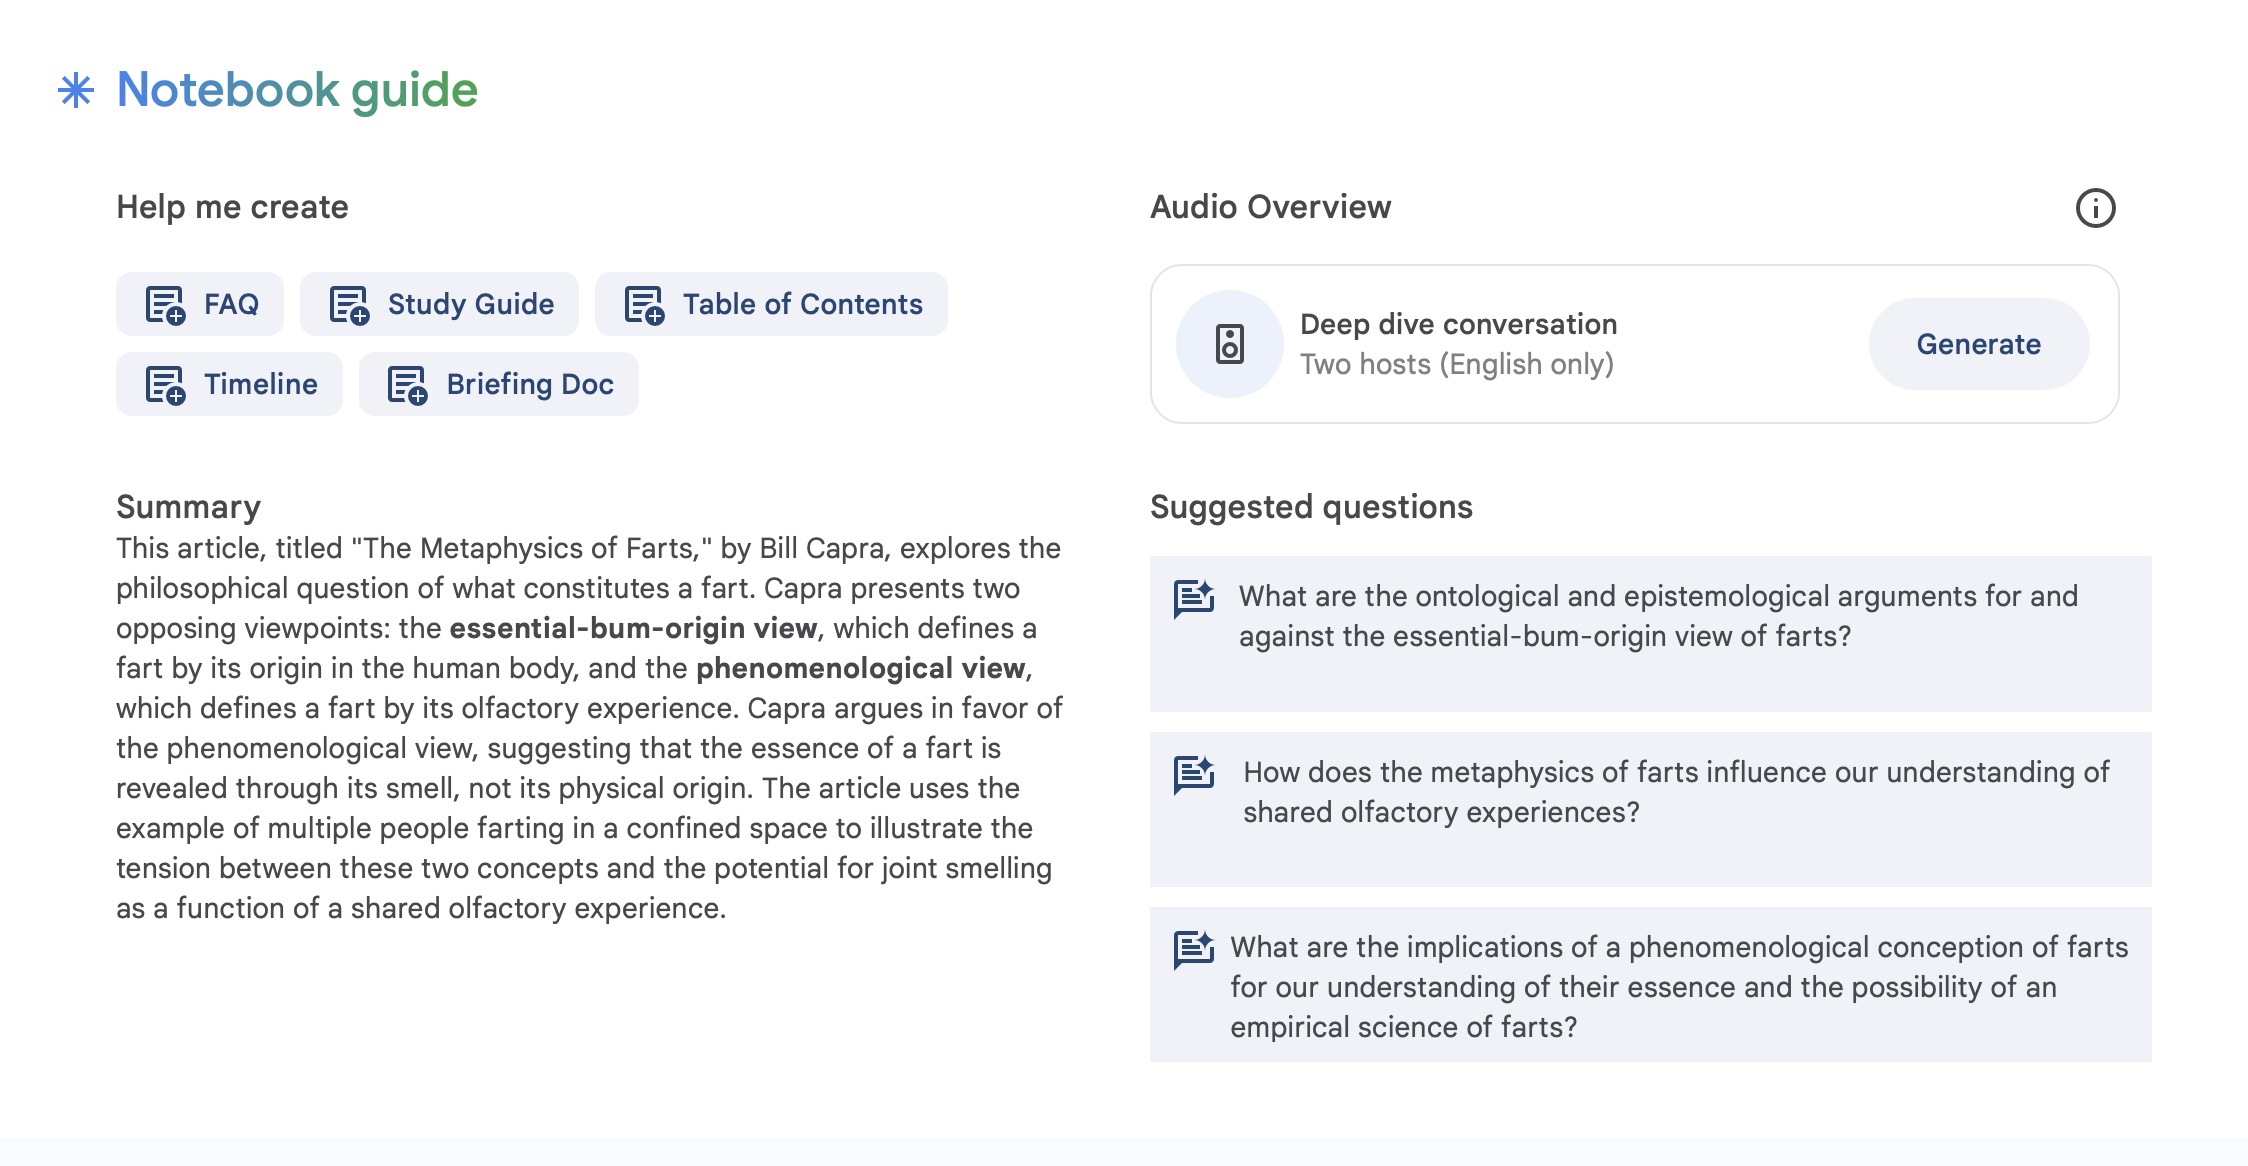 Notebook guide
Help me create
FAQ
Study Guide
Table of Contents
Timeline
Briefing Doc
Summary
This article, titled "The Metaphysics of Farts," by Bill Capra, explores the
philosophical question of what constitutes a fart. Capra presents two
opposing viewpoints: the essential-bum-origin view, which defines a
fart by its origin in the human body, and the phenomenological view,
which defines a fart by its olfactory experience. Capra argues in favor of
the phenomenological view, suggesting that the essence of a fart is
revealed through its smell, not its physical origin. The article uses the
example of multiple people farting in a confined space to illustrate the
tension between these two concepts and the potential for joint smelling
as a function of a shared olfactory experience.
Audio Overview
Deep dive conversation
Two hosts (English only)
Generate
Suggested questions
What are the ontological and epistemological arguments for and
against the essential-bum-origin view of farts?
How does the metaphysics of farts influence our understanding of
shared olfactory experiences?
What are the implications of a phenomenological conception of farts
for our understanding of their essence and the possibility of an
empirical science of farts?